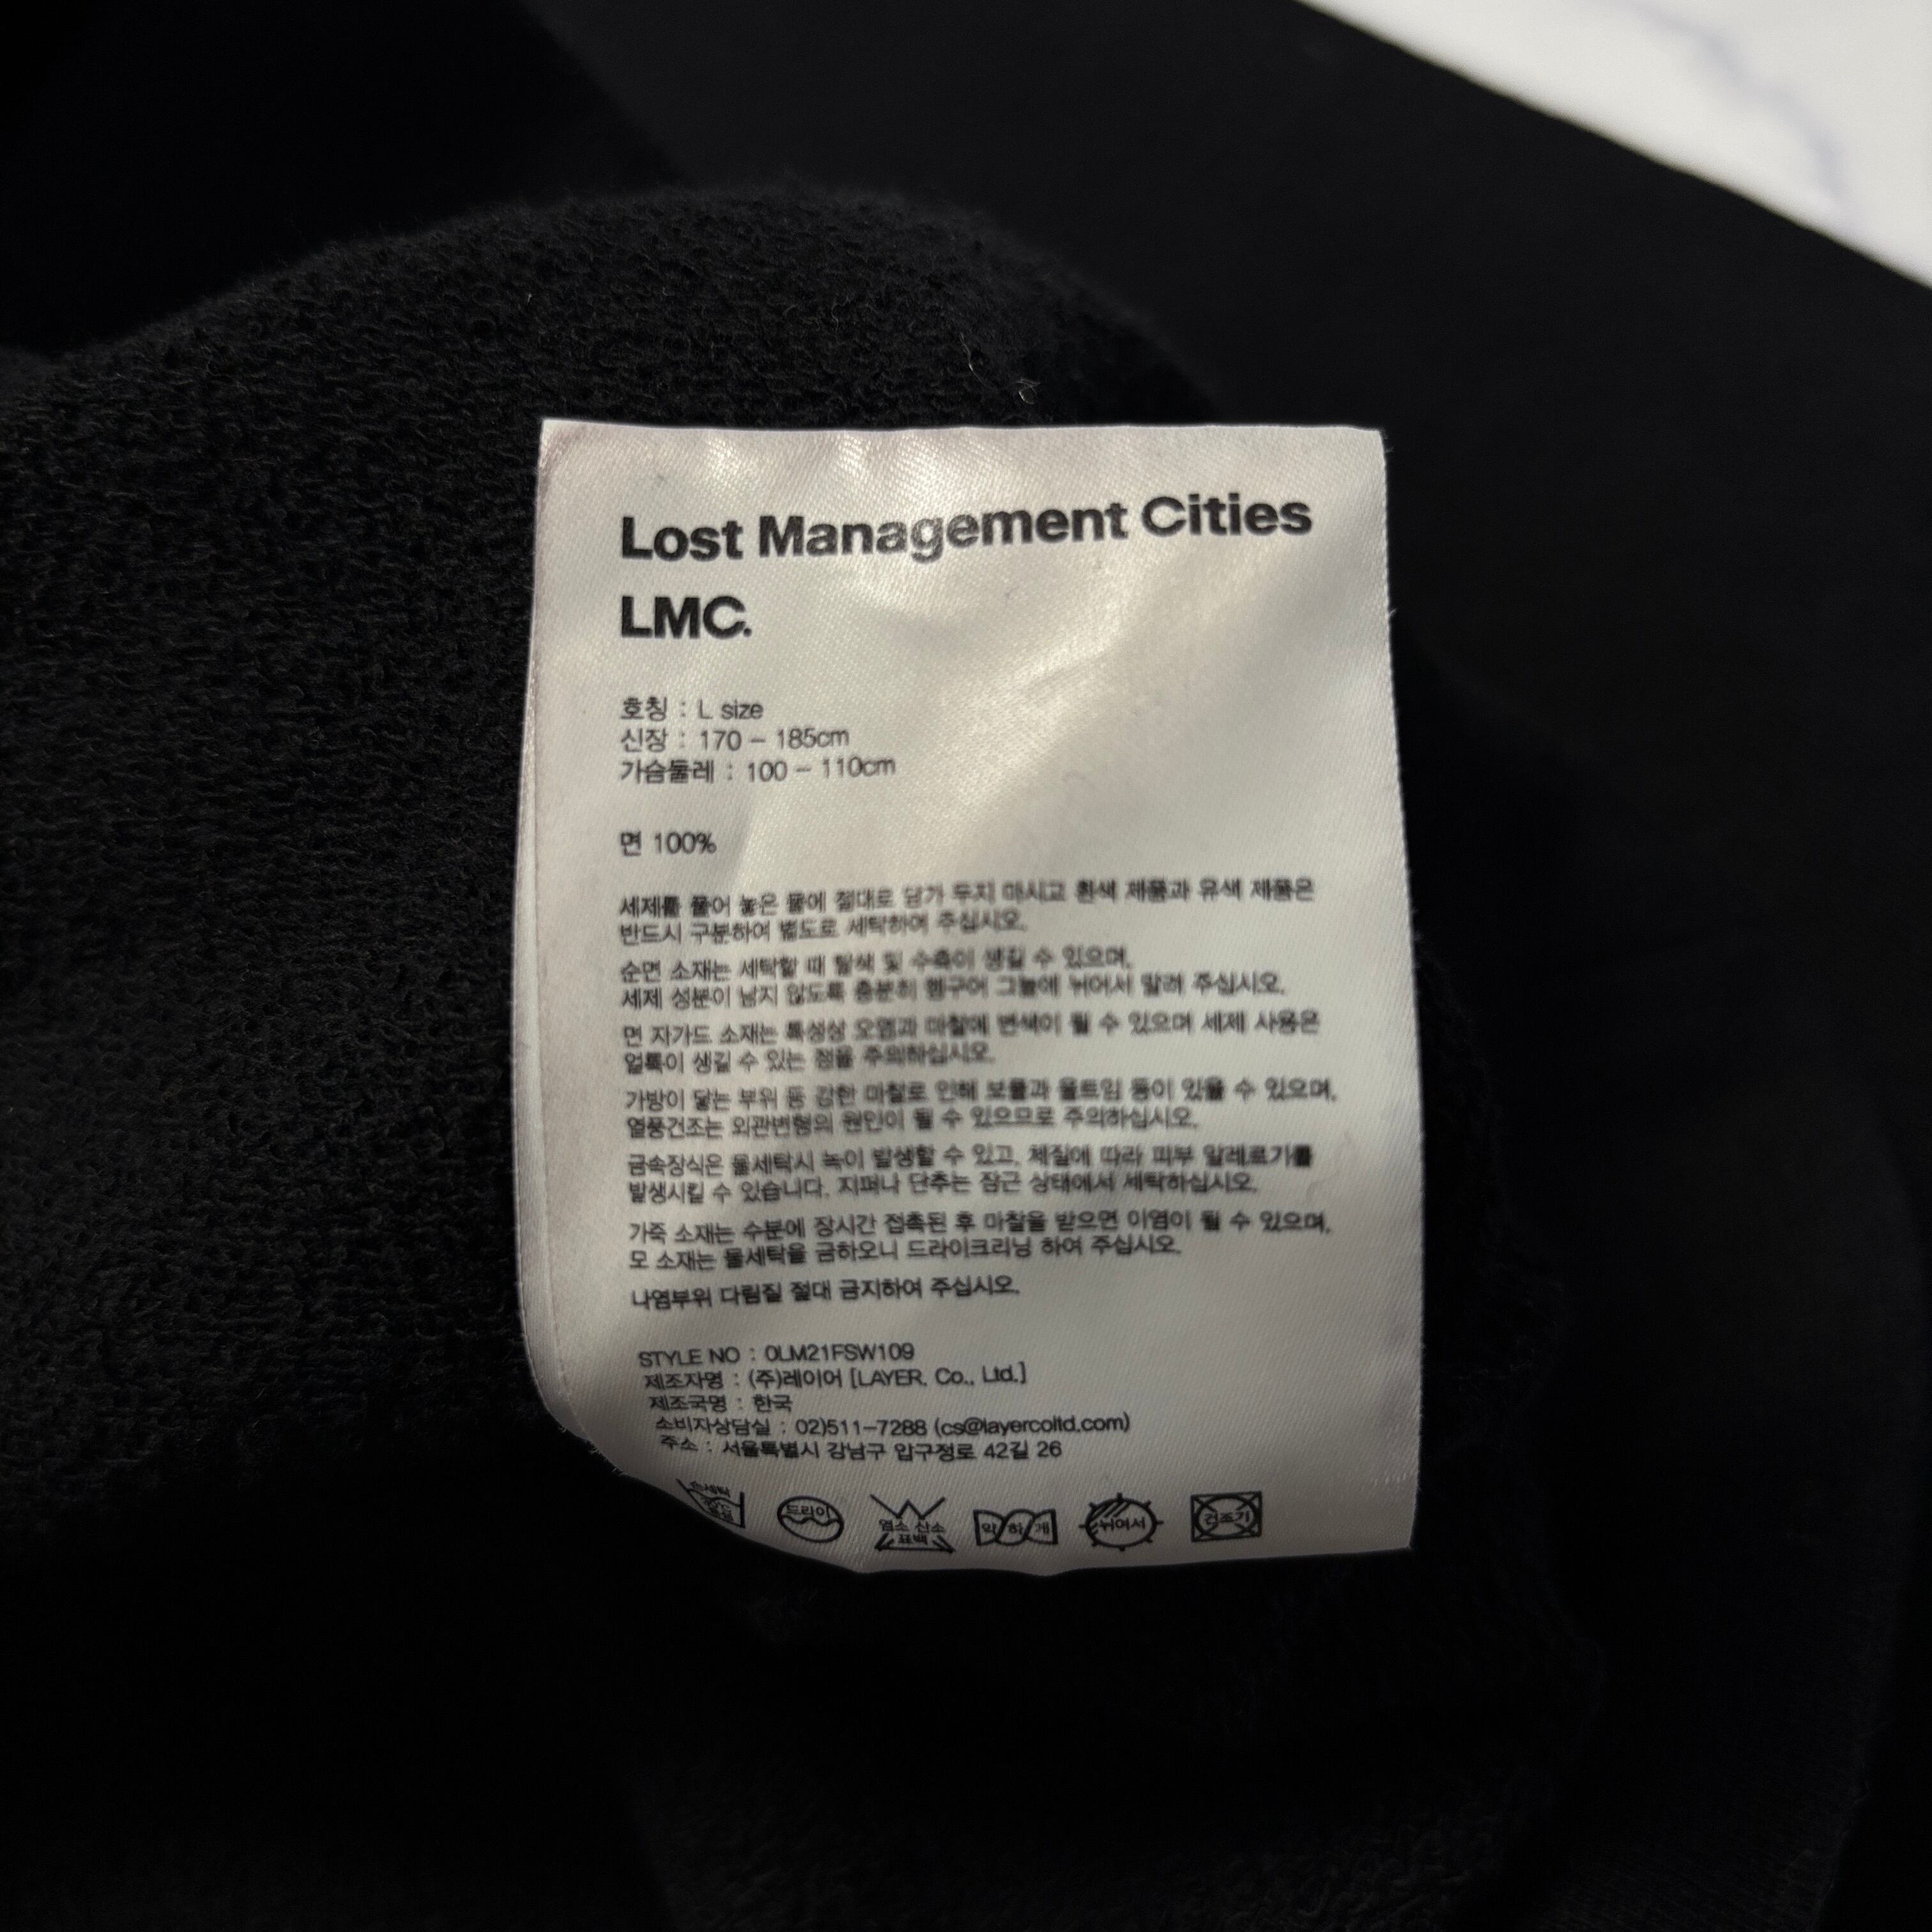 Lost Management Cities
LMC.
호칭 : L size
신장 : 170 – 185cm
가슴둘레 : 100 – 110cm
면 100%
세제를 풀어 놓은 물에 절대로 담가 두지 마시고 흰색 제품과 유색 제품은
반드시 구분하여 별도로 세탁하여 주십시오.
순면 소재는 세탁할 때 탈색 및 수축이 생길 수 있으며,
세제 성분이 남지 않도록 충분히 헹구어 그늘에 뉘어서 말려 주십시오.
면 자가드 소재는 특성상 오염과 마찰에 변색이 될 수 있으며 세제 사용은
얼룩이 생길 수 있는 점을 주의하십시오.
가방이 닿는 부위 등 강한 마찰로 인해 보풀과 올트임 등이 있을 수 있으며,
열풍건조는 외관변형의 원인이 될 수 있으므로 주의하십시오.
금속장식은 물세탁시 녹이 발생할 수 있고, 체질에 따라 피부 알레르기를
발생시킬 수 있습니다. 지퍼나 단추는 잠근 상태에서 세탁하십시오.
가죽 소재는 수분에 장시간 접촉된 후 마찰을 받으면 이염이 될 수 있으며,
모 소재는 물세탁을 금하오니 드라이크리닝 하여 주십시오.
나염부위 다림질 절대 금지하여 주십시오.
STYLE NO : 0LM21FSW109
제조자명 : (주)레이어 [LAYER. Co., Ltd.]
제조국명 : 한국
소비자상담실 : 02)511-7288 (cs@layercoltd.com)
주소 : 서울특별시 강남구 압구정로 42길 26
손세탁 드라이 염소 산소 표백 약하게 뉘어서 건조기